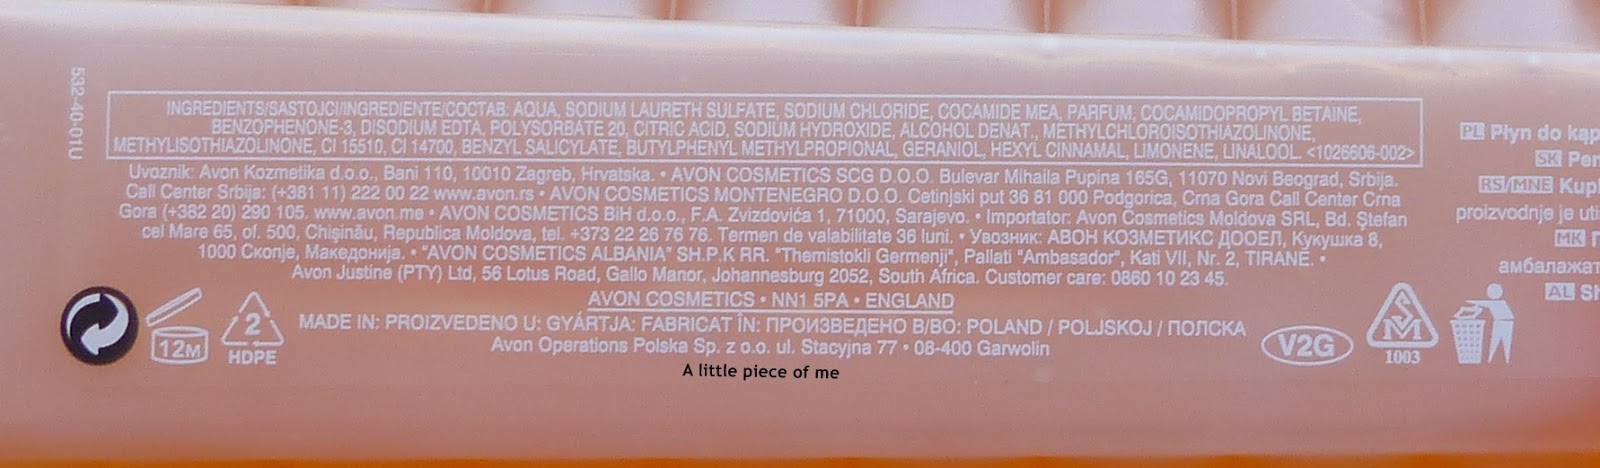 532-40-01U
INGREDIENTS/SASTOJCI/INGREDIENTE/СОСТАВ: AQUA, SODIUM LAURETH SULFATE, SODIUM CHLORIDE, COCAMIDE MEA, PARFUM, COCAMIDOPROPYL BETAINE,
BENZOPHENONE-3, DISODIUM EDTA, POLYSORBATE 20, CITRIC ACID, SODIUM HYDROXIDE, ALCOHOL DENAT., METHYLCHLOROISOTHIAZOLINONE,
METHYLISOTHIAZOLINONE, CI 15510, CI 14700, BENZYL SALICYLATE, BUTYLPHENYL METHYLPROPIONAL, GERANIOL, HEXYL CINNAMAL, LIMONENE, LINALOOL. <1026606-002>
Uvoznik: Avon Kozmetika d.o.o., Bani 110, 10010 Zagreb, Hrvatska. • AVON COSMETICS SCG D.O.O. Bulevar Mihaila Pupina 165G, 11070 Novi Beograd, Srbija.
Call Center Srbija: (+381 11) 222 00 22 www.avon.rs • AVON COSMETICS MONTENEGRO D.O.O. Cetinjski put 36 81 000 Podgorica, Crna Gora Call Center Crna
Gora (+382 20) 290 105. www.avon.me • AVON COSMETICS BiH d.o.o., F.A. Zvizdovića 1, 71000, Sarajevo. • Importator: Avon Cosmetics Moldova SRL, Bd. Ştefan
cel Mare 65, of. 500, Chişinău, Republica Moldova, tel. +373 22 26 76 76. Termen de valabilitate 36 luni. • Увозник: АВОН КОЗМЕТИКС ДООЕЛ, Кукушка 8,
1000 Скопје, Македонија. • "AVON COSMETICS ALBANIA" SH.P.K RR. "Themistokli Germenji", Pallati "Ambasador", Kati VII, Nr. 2, TIRANË. •
Avon Justine (PTY) Ltd, 56 Lotus Road, Gallo Manor, Johannesburg 2052, South Africa. Customer care: 0860 10 23 45.
AVON COSMETICS • NN1 5PA • ENGLAND
MADE IN: PROIZVEDENO U: GYÁRTJA: FABRICAT ÎN: ПРОИЗВЕДЕНО В/ВО: POLAND / POLJSKOJ / ПОЛСКА
Avon Operations Polska Sp. z o.o. ul. Stacyjna 77 • 08-400 Garwolin
12M
2
HDPE
V2G
SM
1003
PL Płyn do kąp
SK Pen
RS/MNE Kupk
proizvodnje je uti
MK
амбалажат
AL Sh
A little piece of me